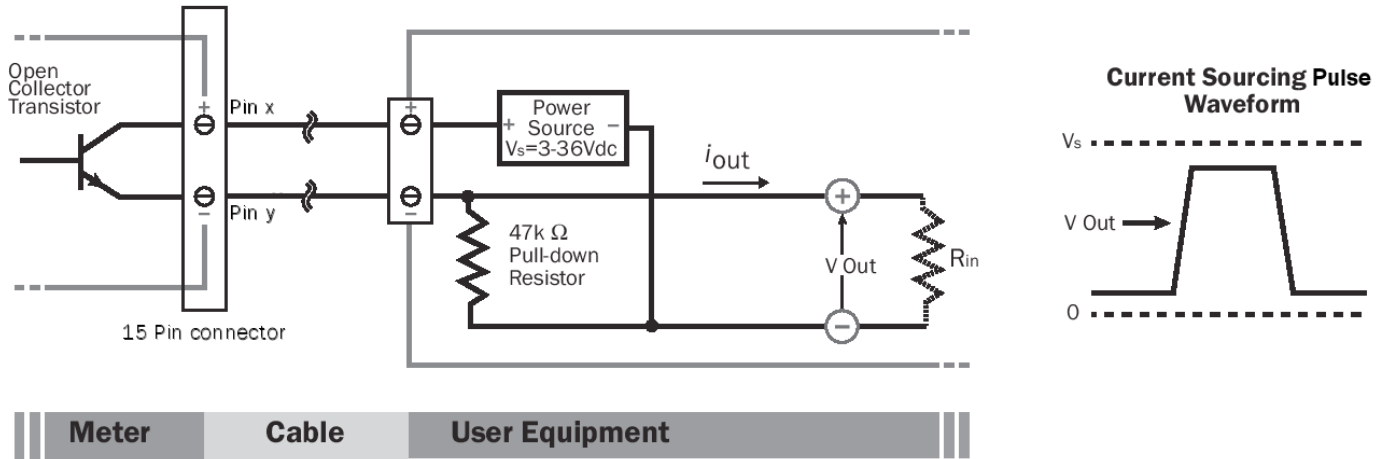 Open
Collector
Transistor
+
Pin x
−
Pin y
15 Pin connector
+
−
Power
+ Source −
Vs=3-36Vdc
iout
47k Ω
Pull-down
Resistor
+
V Out
−
Rin
Current Sourcing Pulse
Waveform
Vs
V Out
0
Meter
Cable
User Equipment